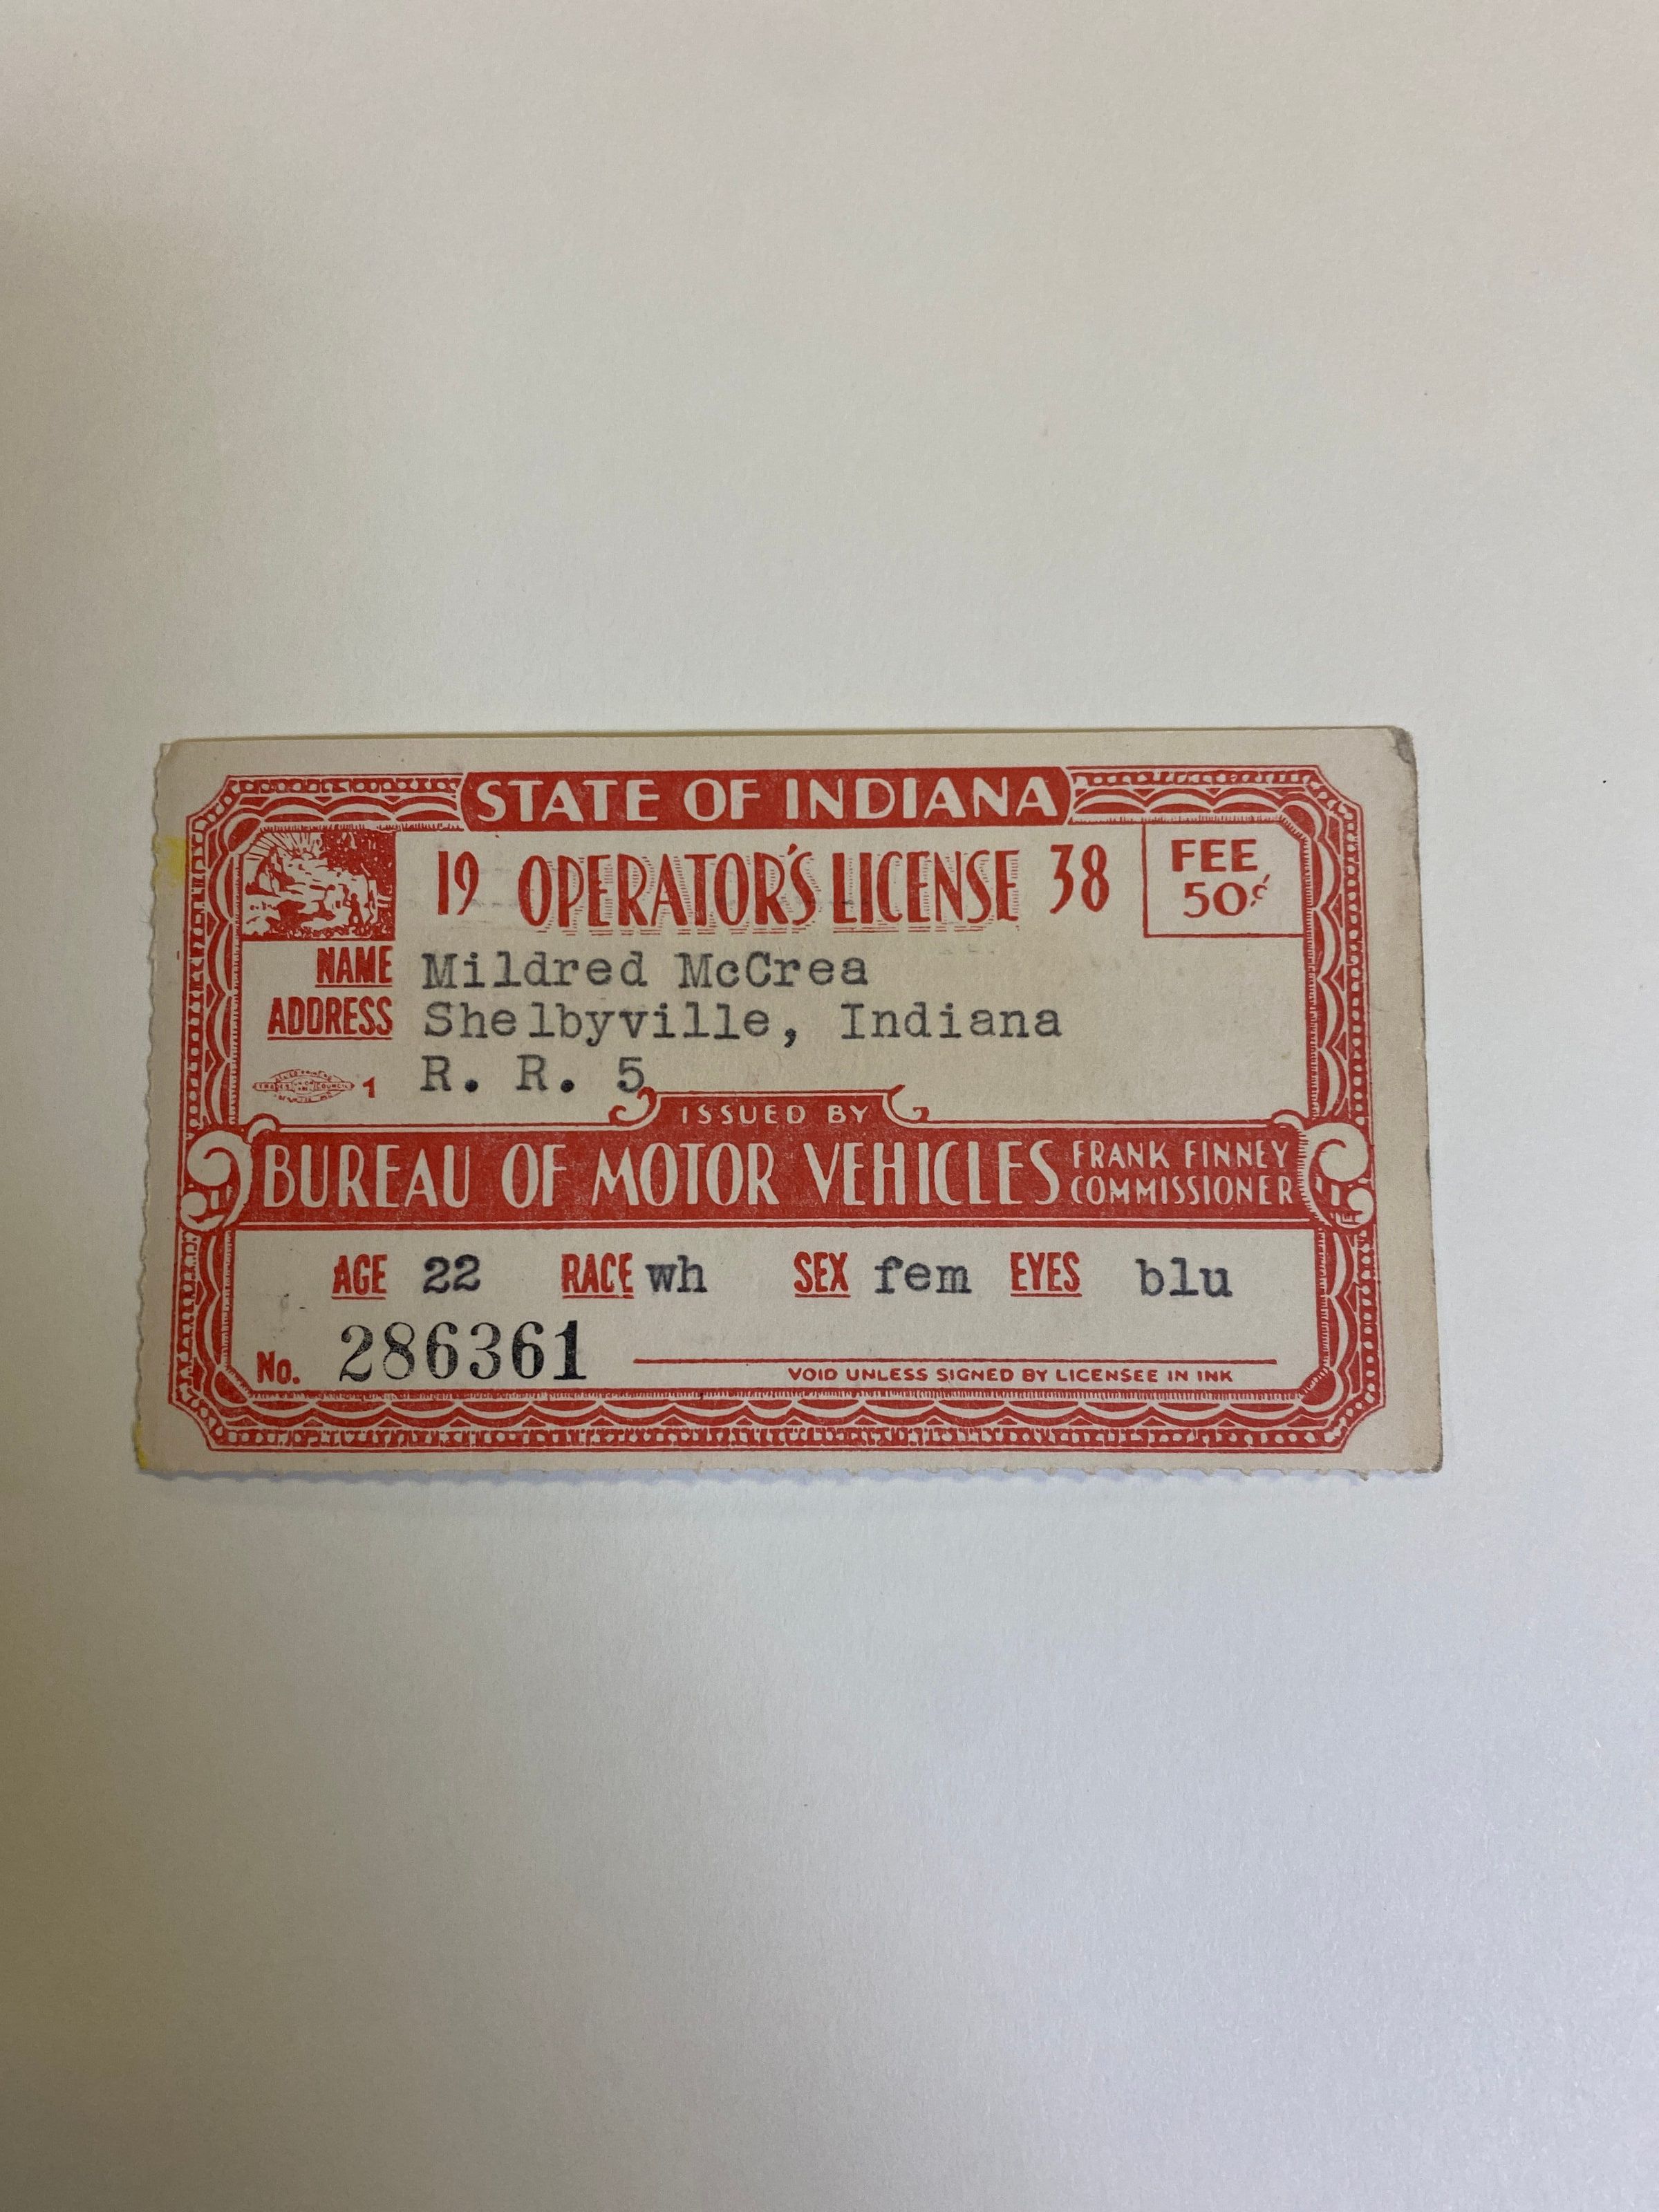 STATE OF INDIANA
19 OPERATOR'S LICENSE 38
FEE
50¢
NAME Mildred McCrea
ADDRESS Shelbyville, Indiana
1 R. R. 5
ISSUED BY
BUREAU OF MOTOR VEHICLES FRANK FINNEY
COMMISSIONER
AGE 22 RACE wh SEX fem EYES blu
No. 286361
VOID UNLESS SIGNED BY LICENSEE IN INK